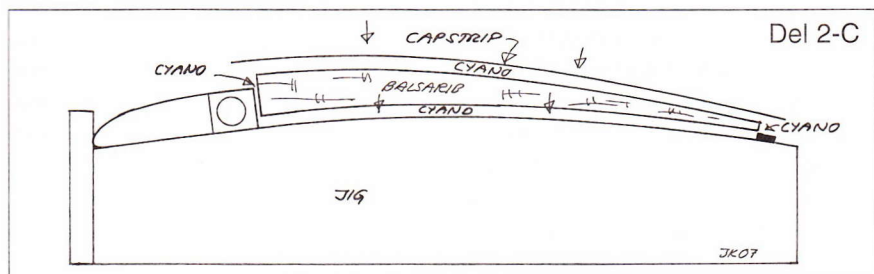 Del 2-C
CAPSTRIP
CYANO
CYANO
BALSARIB
CYANO
CYANO
JIG
JK07